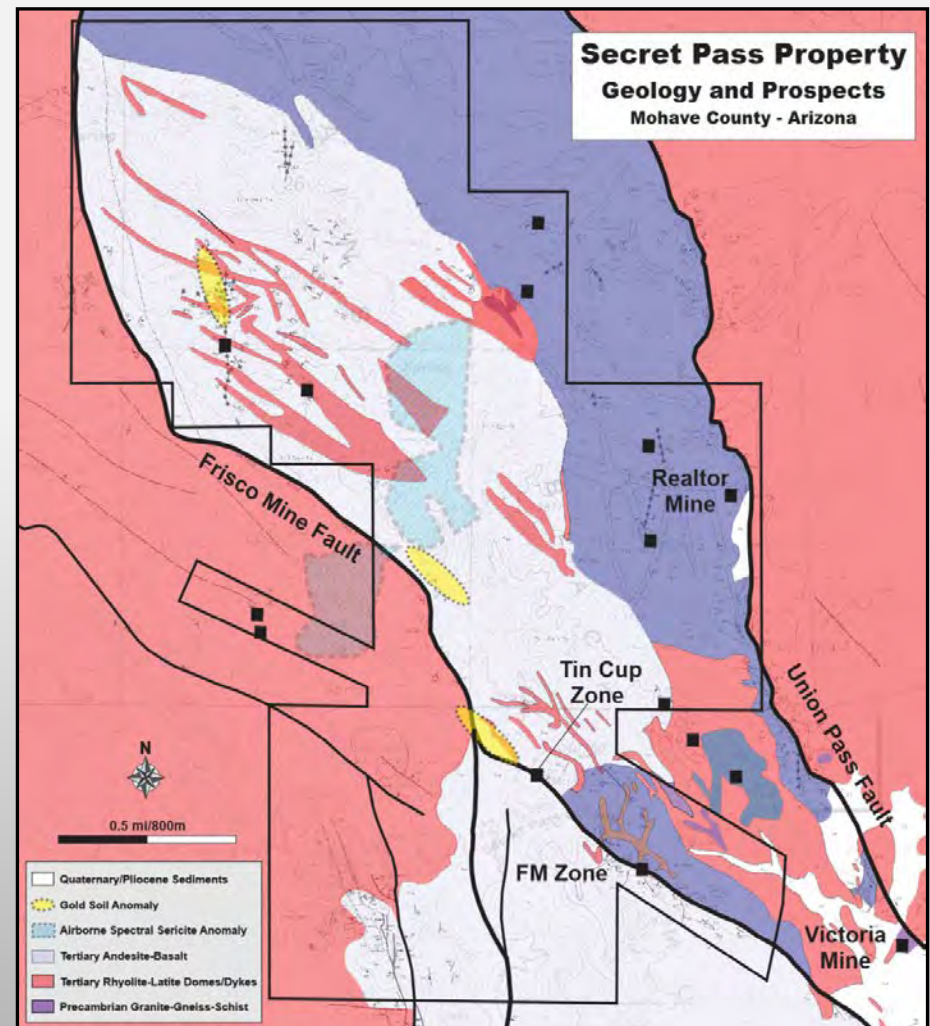 Secret Pass Property
Geology and Prospects
Mohave County - Arizona
Realtor
Mine
Frisco Mine Fault
Tin Cup
Zone
Union Pass Fault
N
0.5 mi/800m
FM Zone
Victoria
Mine
Quaternary/Pliocene Sediments
Gold Soil Anomaly
Airborne Spectral Sericite Anomaly
Tertiary Andesite-Basalt
Tertiary Rhyolite-Latite Domes/Dykes
Precambrian Granite-Gneiss-Schist